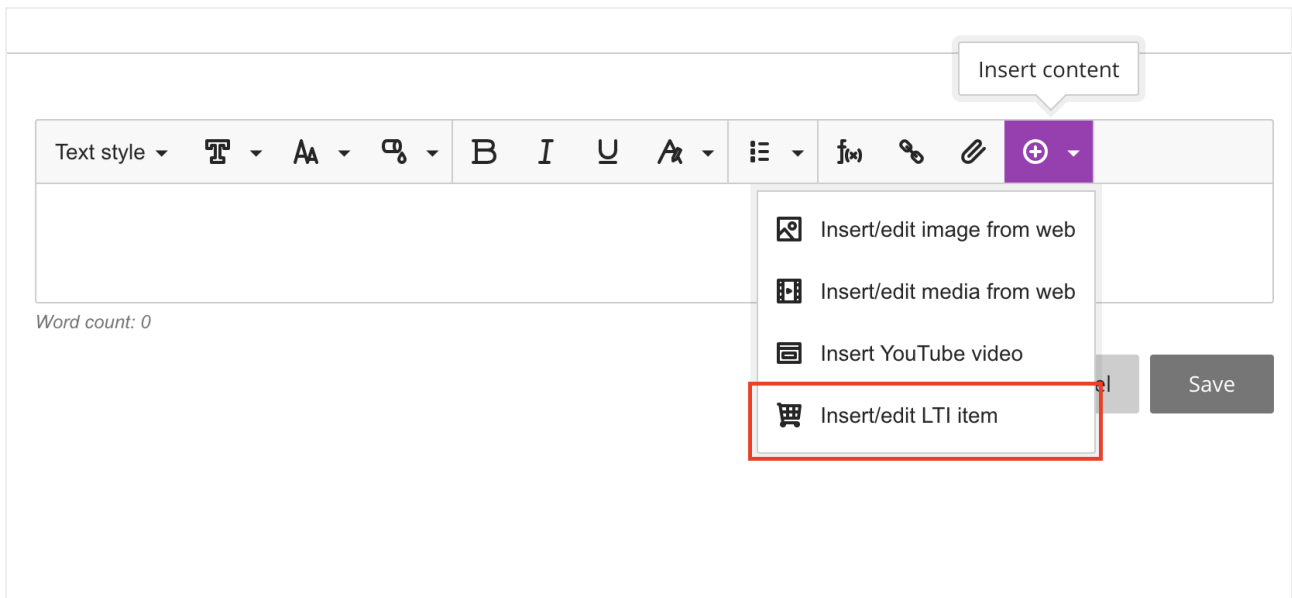 Insert content
Text style
B I U
f(x)
Insert/edit image from web
Insert/edit media from web
Insert YouTube video
Insert/edit LTI item
Word count: 0
el
Save